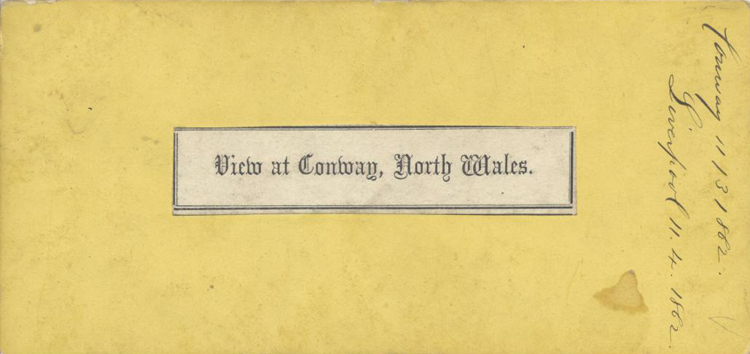 View at Conway, North Wales.
Conway 11 / 3 1862.
Liverpool 11. 4. 1862.